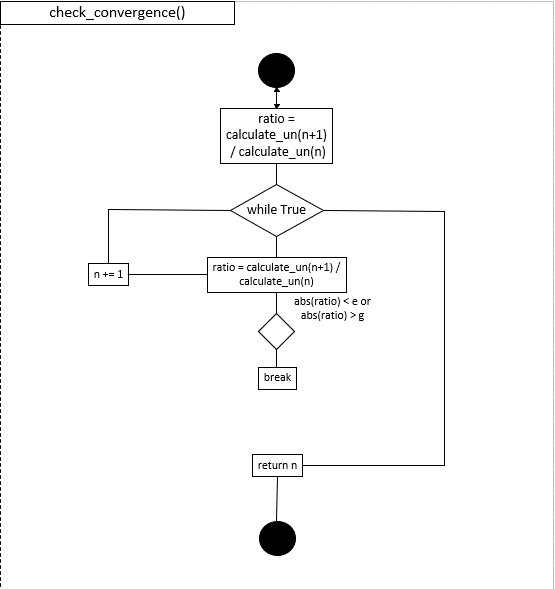 check_convergence()
ratio =
calculate_un(n+1)
/ calculate_un(n)
while True
n += 1
ratio = calculate_un(n+1) /
calculate_un(n)
abs(ratio) < e or
abs(ratio) > g
break
return n